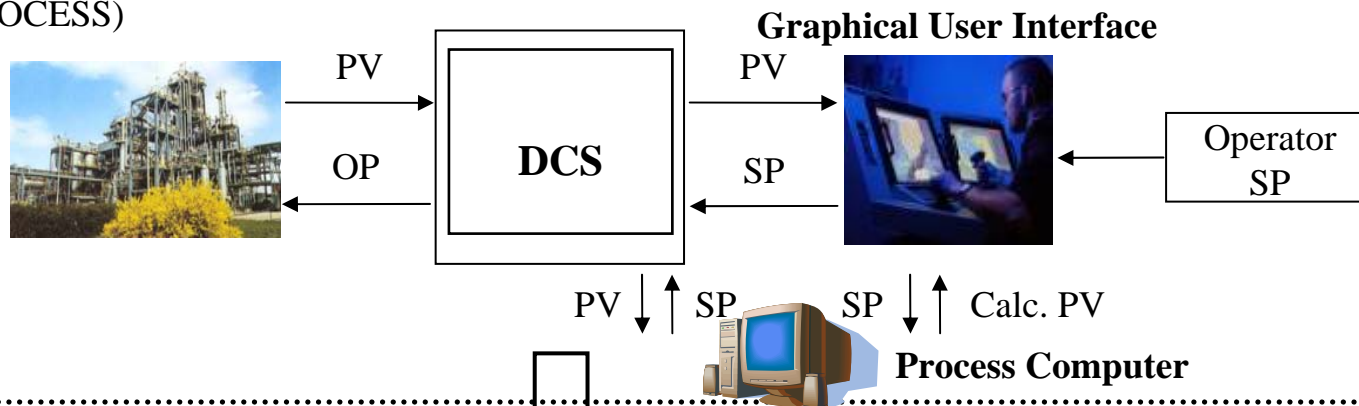 OCESS)
Graphical User Interface
PV
PV
OP
DCS
SP
Operator
SP
PV
SP
SP
Calc. PV
Process Computer